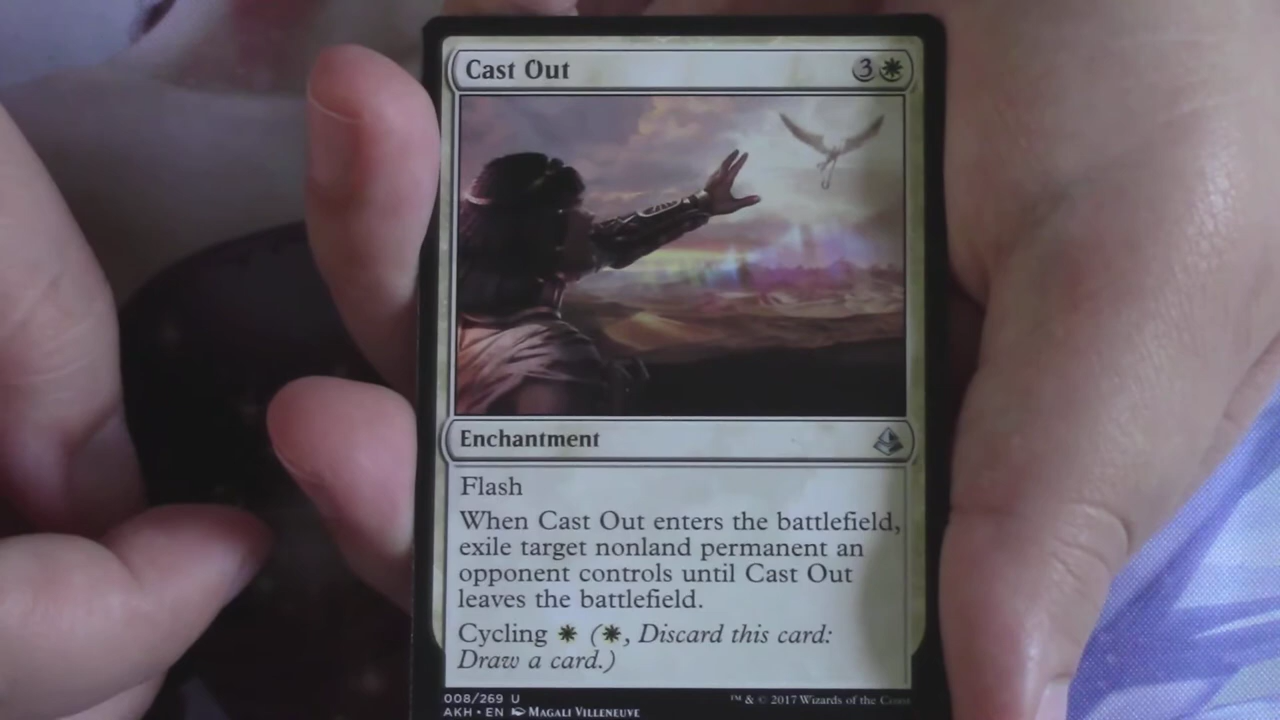 Cast Out 3
Enchantment
Flash
When Cast Out enters the battlefield,
exile target nonland permanent an
opponent controls until Cast Out
leaves the battlefield.
Cycling (, Discard this card:
Draw a card.)
008/269 U ™ & © 2017 Wizards of the Coast
AKH • EN Magali Villeneuve